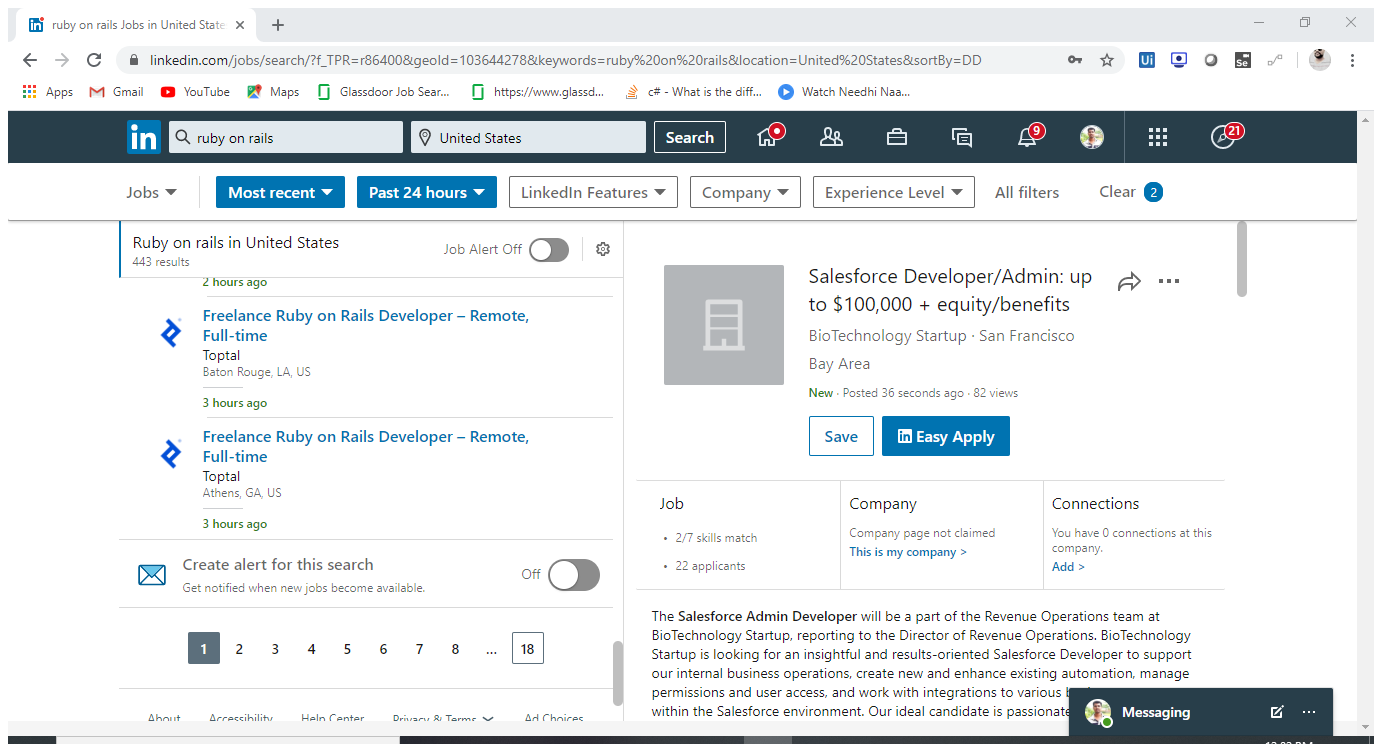 ruby on rails Jobs in United State
linkedin.com/jobs/search/?f_TPR=r86400&geoId=103644278&keywords=ruby%20on%20rails&location=United%20States&sortBy=DD
Ui
Se
Apps
Gmail
YouTube
Maps
Glassdoor Job Sear...
https://www.glassd...
c# - What is the diff...
Watch Needhi Naa...
in
ruby on rails
United States
Search
9
21
Jobs
Most recent
Past 24 hours
LinkedIn Features
Company
Experience Level
All filters
Clear
2
Ruby on rails in United States
443 results
Job Alert Off
2 hours ago
Freelance Ruby on Rails Developer – Remote,
Full-time
Toptal
Baton Rouge, LA, US
3 hours ago
Freelance Ruby on Rails Developer – Remote,
Full-time
Toptal
Athens, GA, US
3 hours ago
Create alert for this search
Get notified when new jobs become available.
Off
1 2 3 4 5 6 7 8 ... 18
About Accessibility Help Center Privacy & Terms Ad Choices
Salesforce Developer/Admin: up
to $100,000 + equity/benefits
BioTechnology Startup · San Francisco
Bay Area
New · Posted 36 seconds ago · 82 views
Save
in Easy Apply
Job
• 2/7 skills match
• 22 applicants
Company
Company page not claimed
This is my company >
Connections
You have 0 connections at this
company.
Add >
The Salesforce Admin Developer will be a part of the Revenue Operations team at
BioTechnology Startup, reporting to the Director of Revenue Operations. BioTechnology
Startup is looking for an insightful and results-oriented Salesforce Developer to support
our internal business operations, create new and enhance existing automation, manage
permissions and user access, and work with integrations to various
within the Salesforce environment. Our ideal candidate is passionate
Messaging